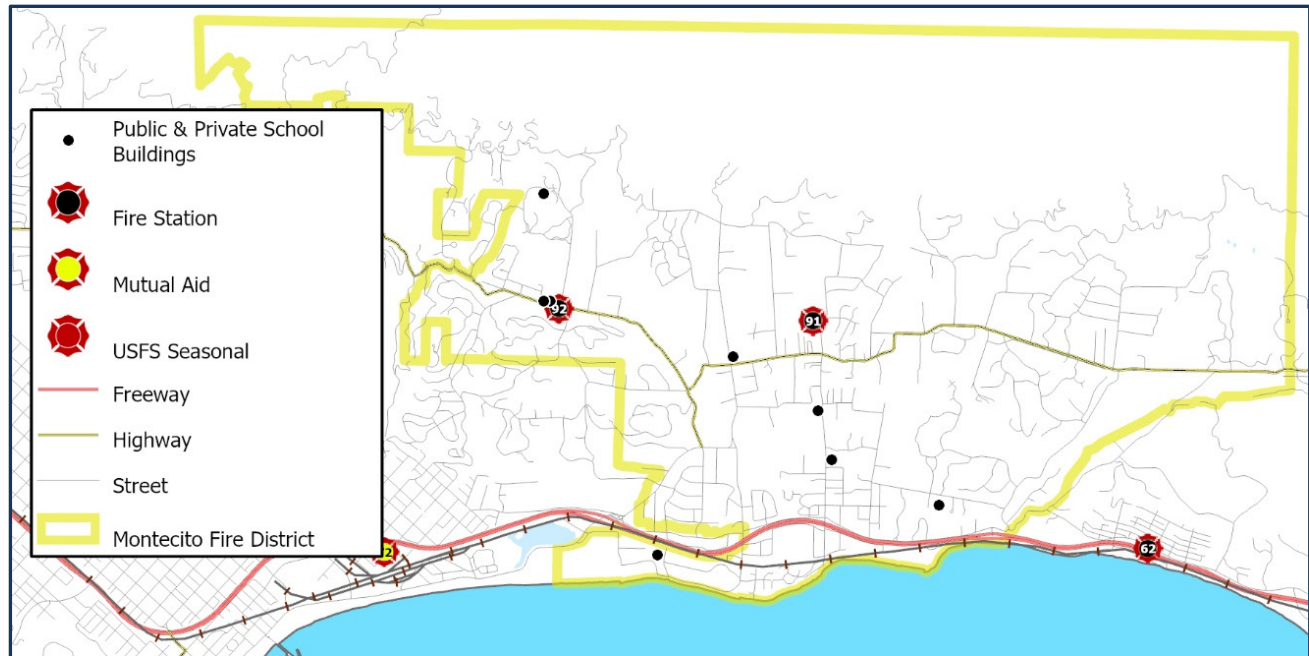 Public & Private School
Buildings
Fire Station
Mutual Aid
USFS Seasonal
Freeway
Highway
Street
Montecito Fire District
92
91
62